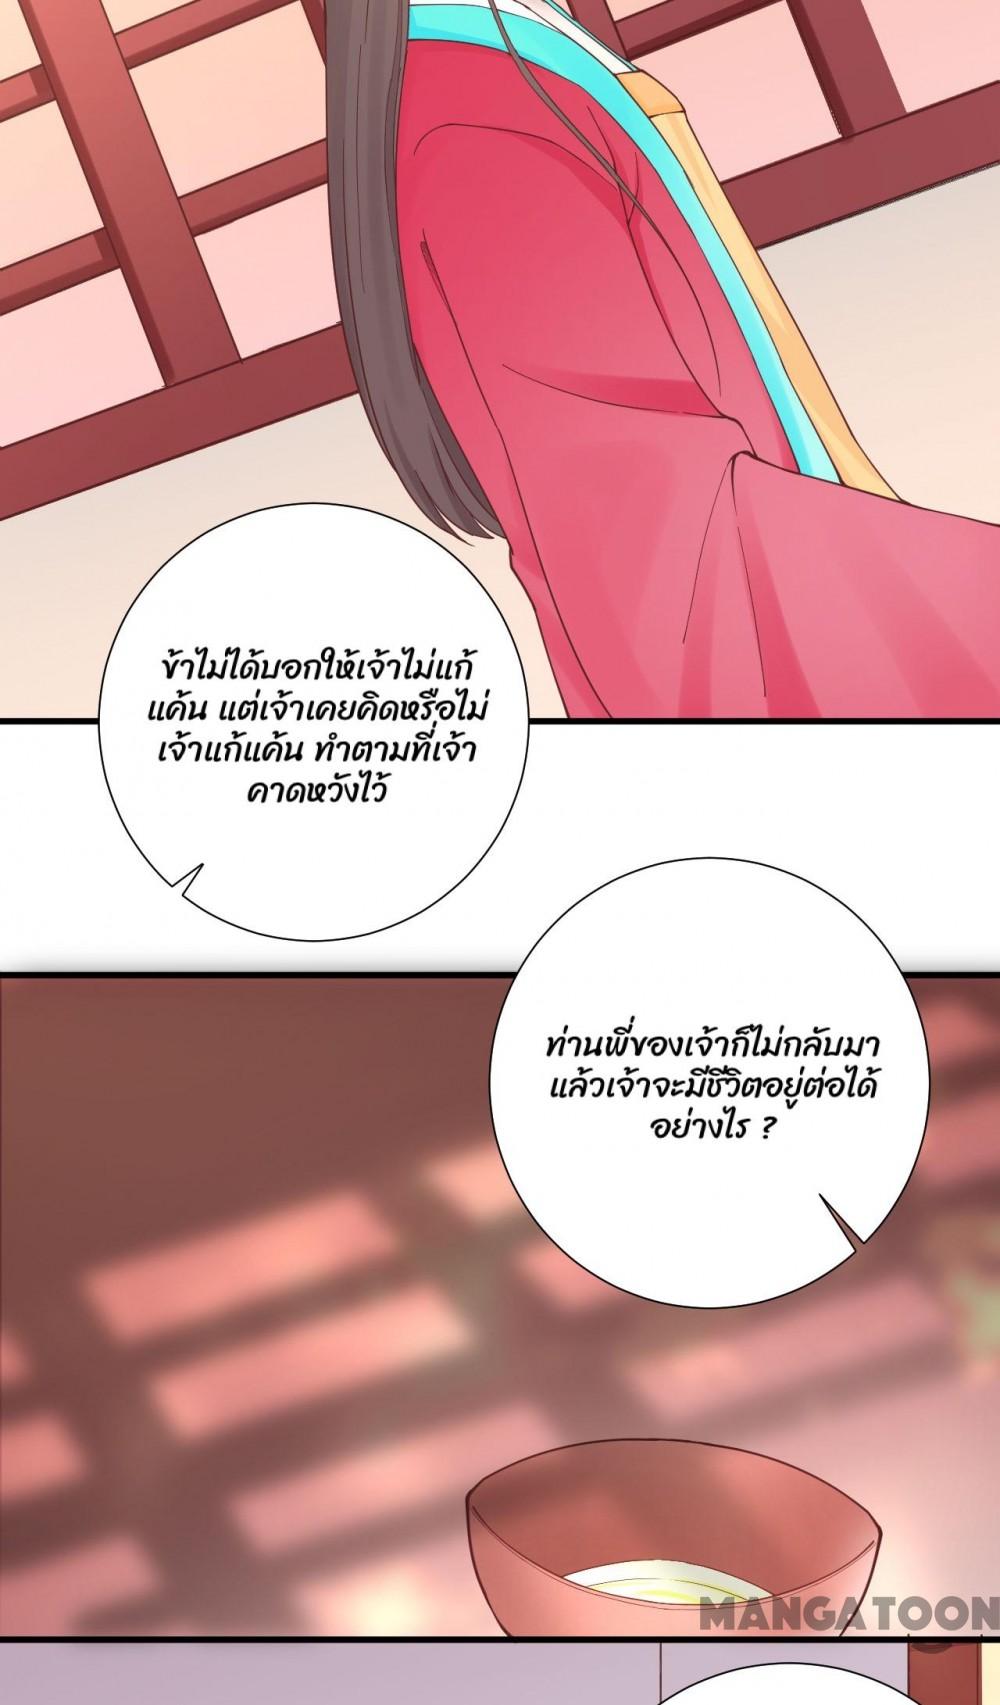 ข้าไม่ได้บอกให้เจ้าไม่แก้
แค้น แต่เจ้าเคยคิดหรือไม่
เจ้าแก้แค้น ทำตามที่เจ้า
คาดหวังไว้
ท่านพี่ของเจ้าก็ไม่กลับมา
แล้วเจ้าจะมีชีวิตอยู่ต่อได้
อย่างไร ?
MANGATOON